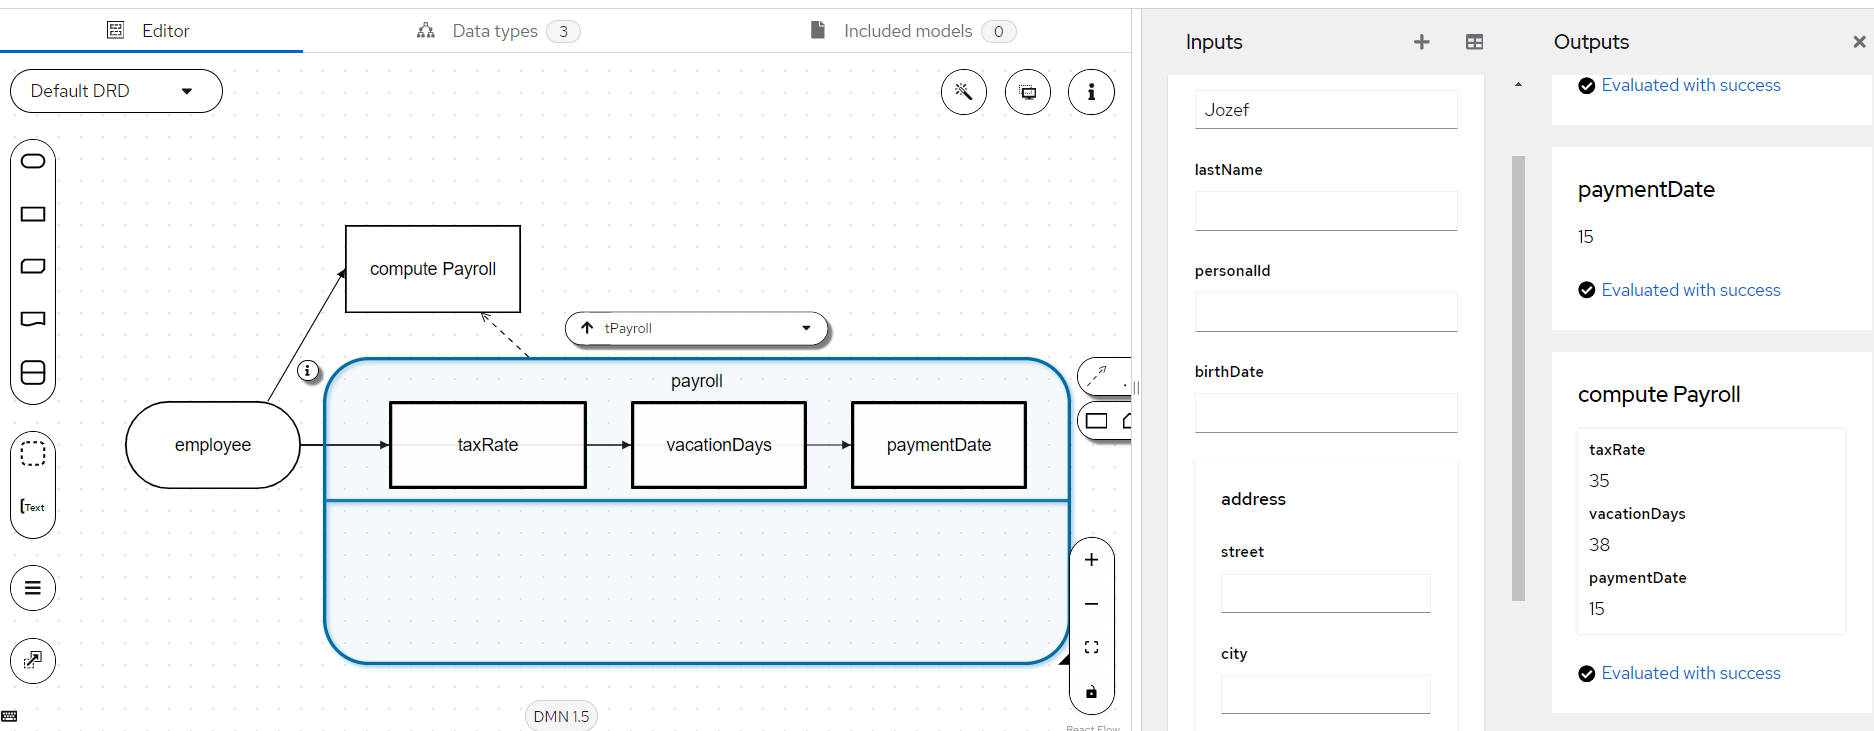 Editor
Data types 3
Included models 0
Default DRD
Text
compute Payroll
tPayroll
payroll
employee
taxRate
vacationDays
paymentDate
DMN 1.5
React Flow
Inputs
Jozef
lastName
personalId
birthDate
address
street
city
Outputs
Evaluated with success
paymentDate
15
Evaluated with success
compute Payroll
taxRate
35
vacationDays
38
paymentDate
15
Evaluated with success